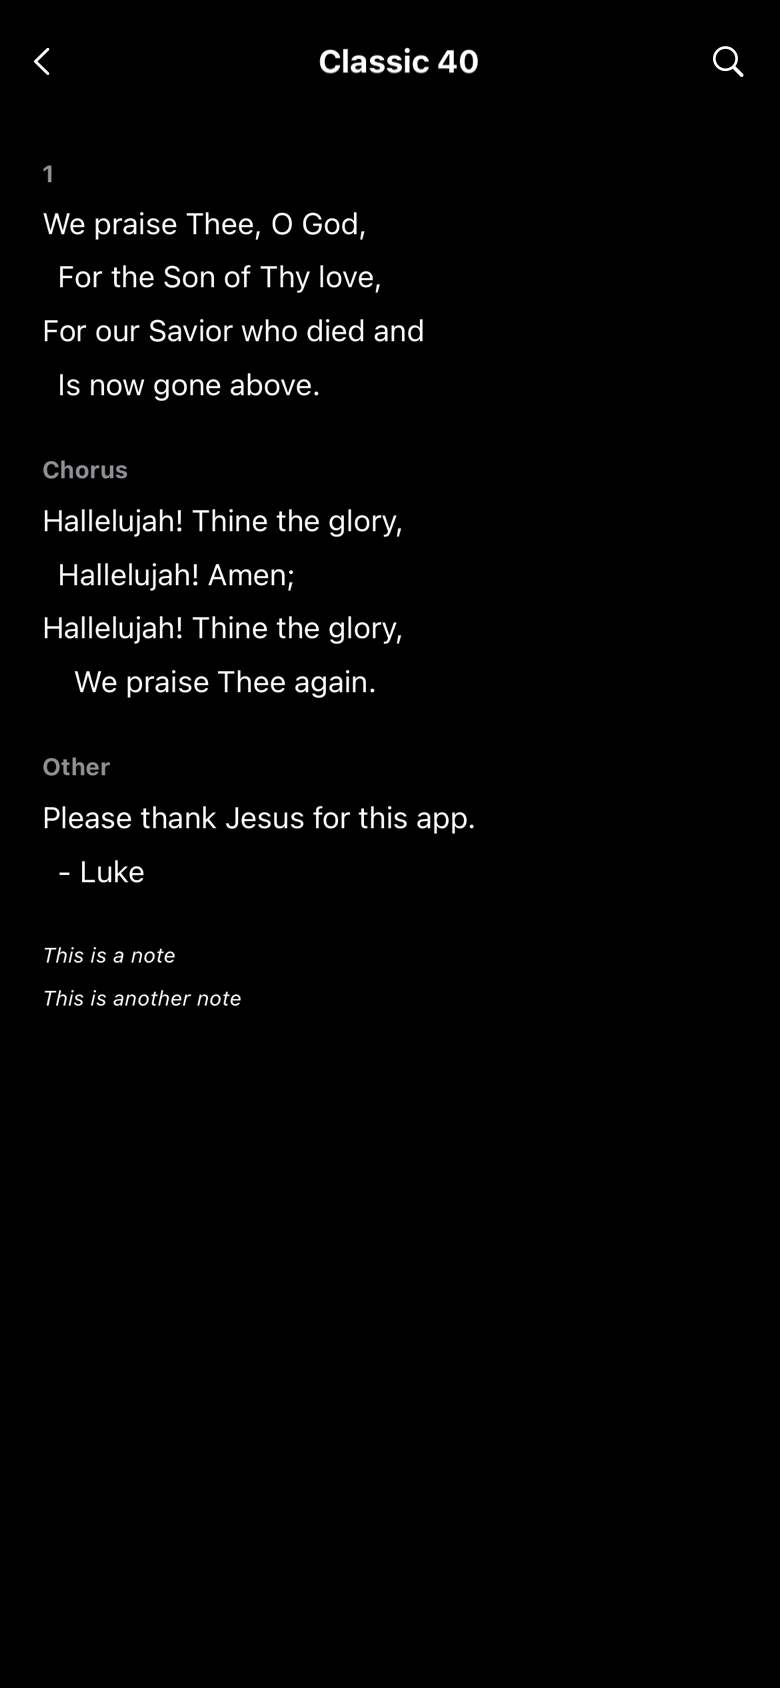 Classic 40
1
We praise Thee, O God,
For the Son of Thy love,
For our Savior who died and
Is now gone above.
Chorus
Hallelujah! Thine the glory,
Hallelujah! Amen;
Hallelujah! Thine the glory,
We praise Thee again.
Other
Please thank Jesus for this app.
- Luke
This is a note
This is another note